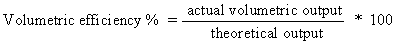 Volumetric efficiency % = actual volumetric output / theoretical output * 100